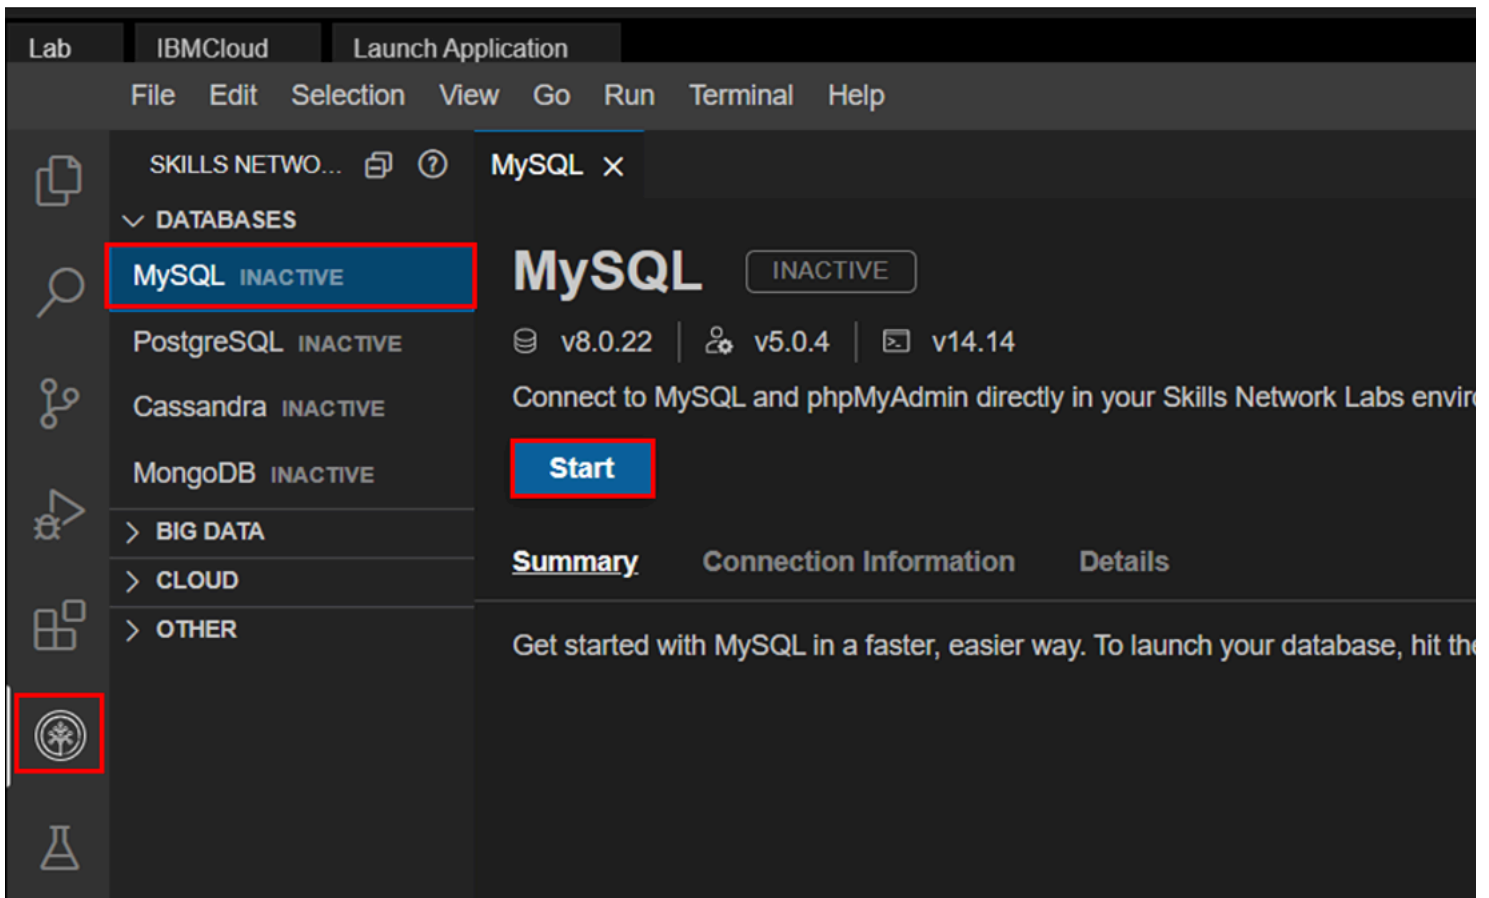 Lab IBMCloud Launch Application
File Edit Selection View Go Run Terminal Help
SKILLS NETWO...
MySQL
DATABASES
MySQL INACTIVE
PostgreSQL INACTIVE
Cassandra INACTIVE
MongoDB INACTIVE
BIG DATA
CLOUD
OTHER
MySQL INACTIVE
v8.0.22 v5.0.4 v14.14
Connect to MySQL and phpMyAdmin directly in your Skills Network Labs envir
Start
Summary Connection Information Details
Get started with MySQL in a faster, easier way. To launch your database, hit the